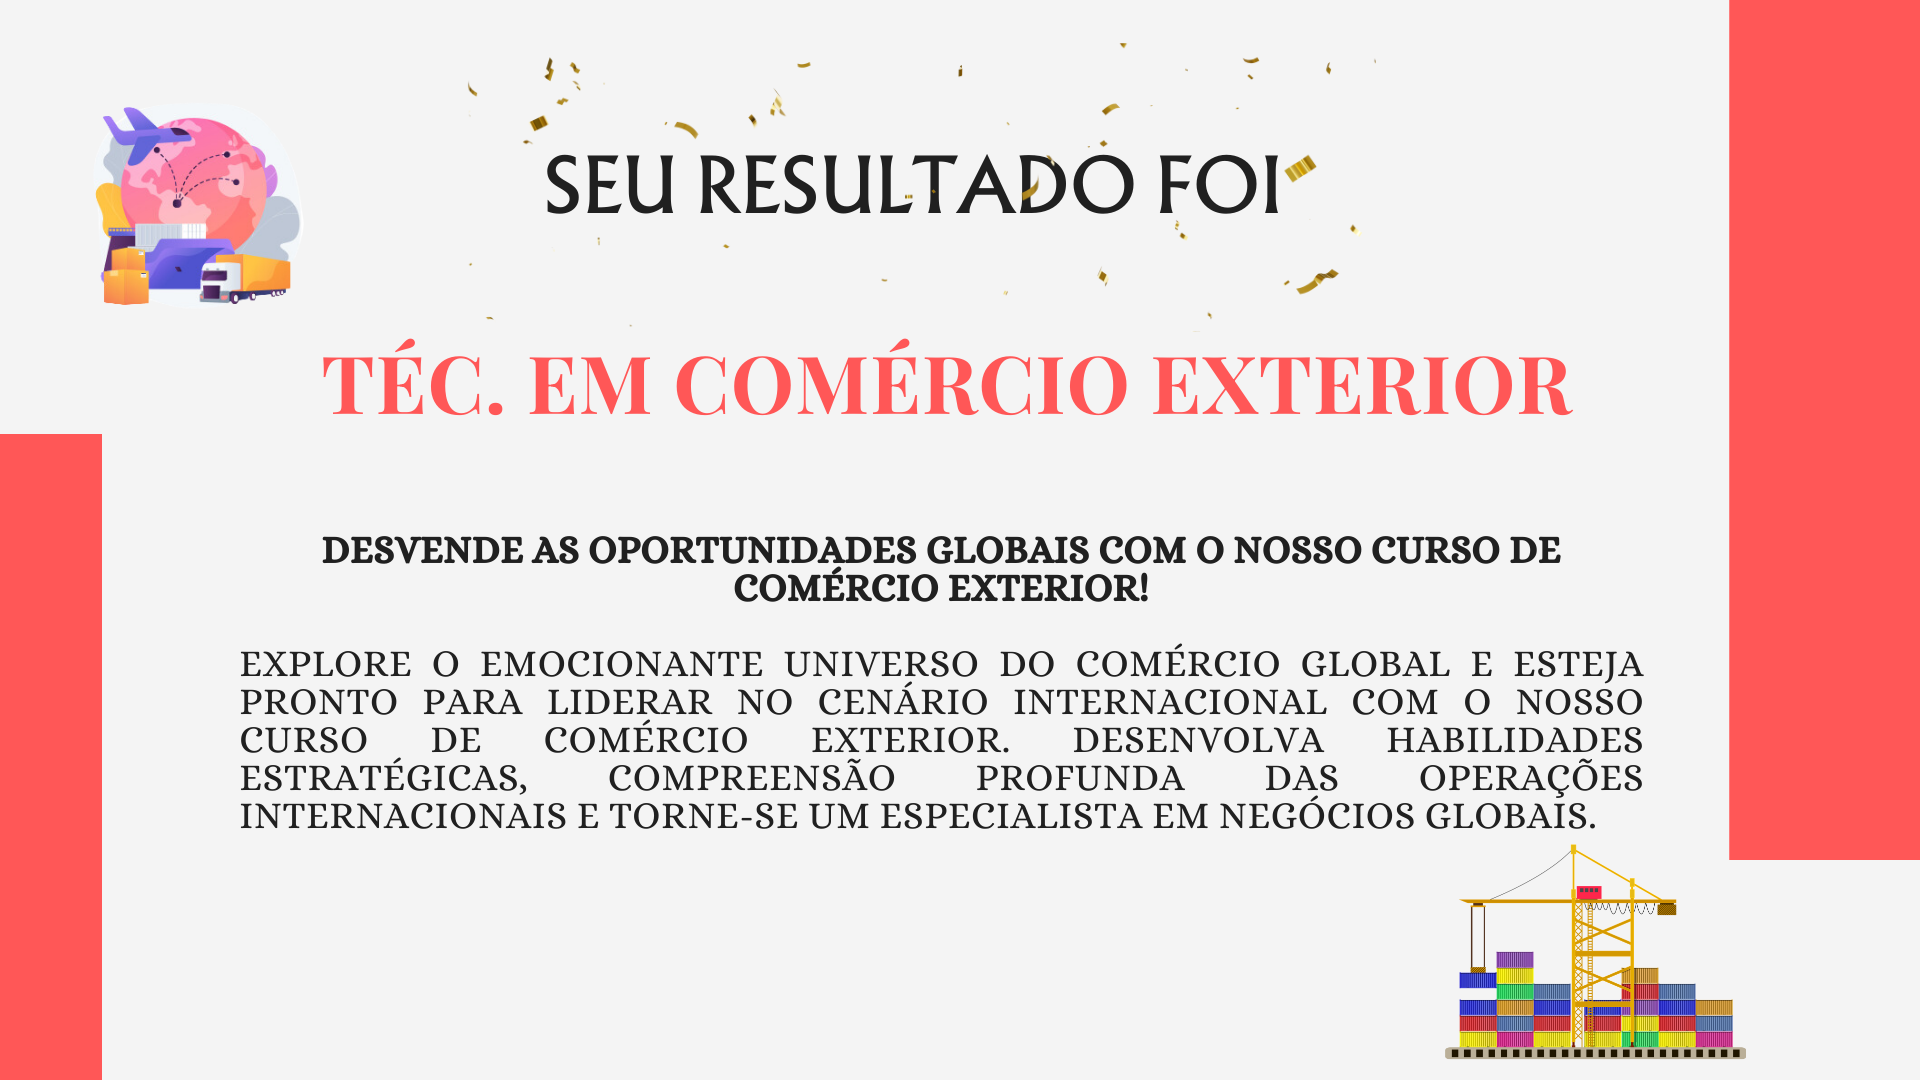 SEU RESULTADO FOI
TÉC. EM COMÉRCIO EXTERIOR
DESVENDE AS OPORTUNIDADES GLOBAIS COM O NOSSO CURSO DE
COMÉRCIO EXTERIOR!
EXPLORE O EMOCIONANTE UNIVERSO DO COMÉRCIO GLOBAL E ESTEJA
PRONTO PARA LIDERAR NO CENÁRIO INTERNACIONAL COM O NOSSO
CURSO DE COMÉRCIO EXTERIOR. DESENVOLVA HABILIDADES
ESTRATÉGICAS, COMPREENSÃO PROFUNDA DAS OPERAÇÕES
INTERNACIONAIS E TORNE-SE UM ESPECIALISTA EM NEGÓCIOS GLOBAIS.